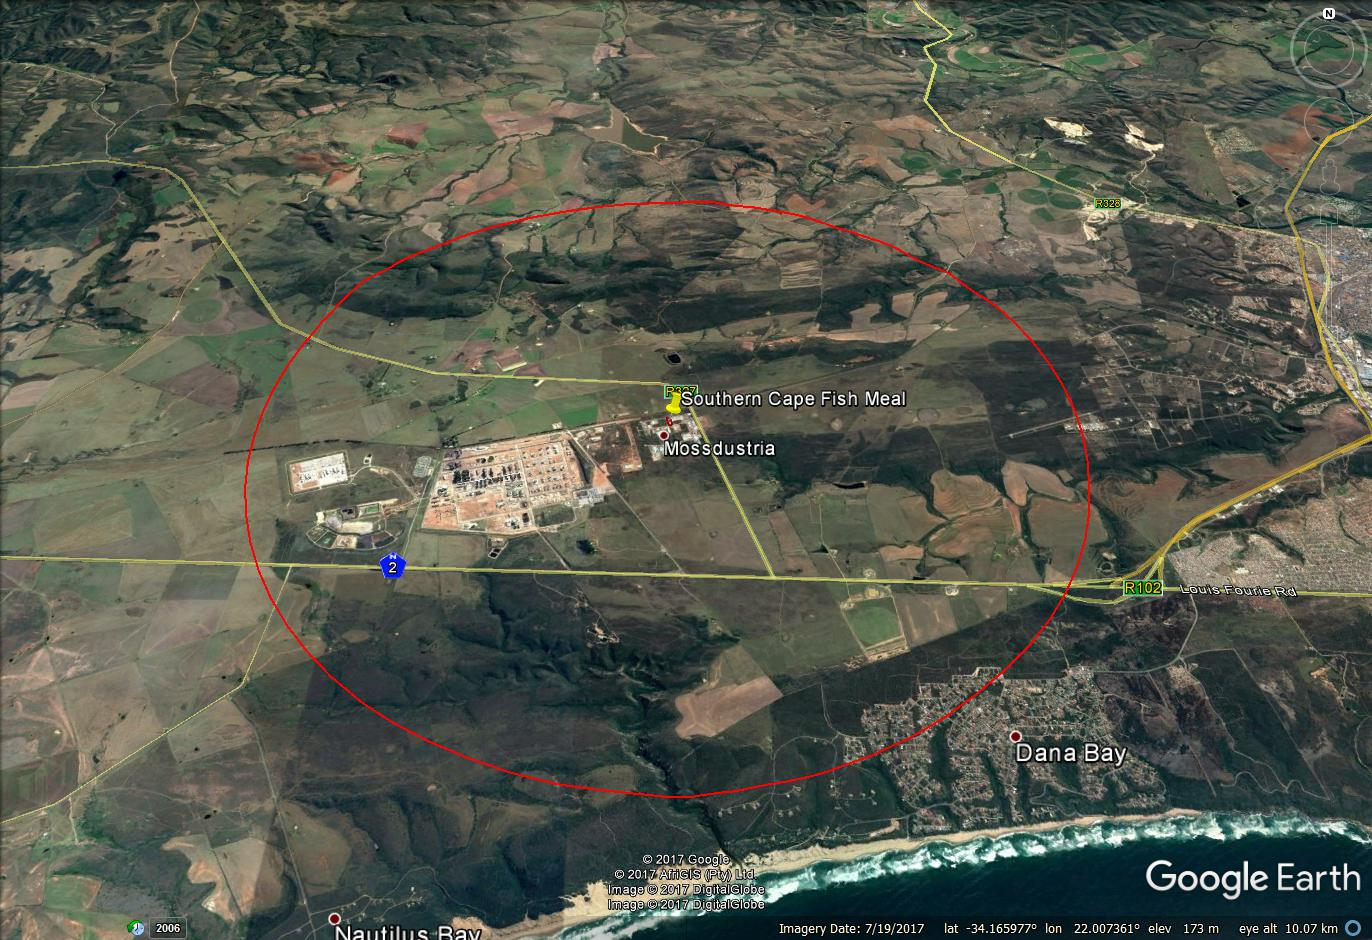 N
R328
R327
Southern Cape Fish Meal
Mossdustria
N
2
R102
Louis Fourie Rd
Dana Bay
© 2017 Google
© 2017 AfriGIS (Pty) Ltd.
Image © 2017 DigitalGlobe
Image © 2017 DigitalGlobe
Google Earth
Nautilus Bay
2006
Imagery Date: 7/19/2017 lat -34.165977° lon 22.007361° elev 173 m eye alt 10.07 km